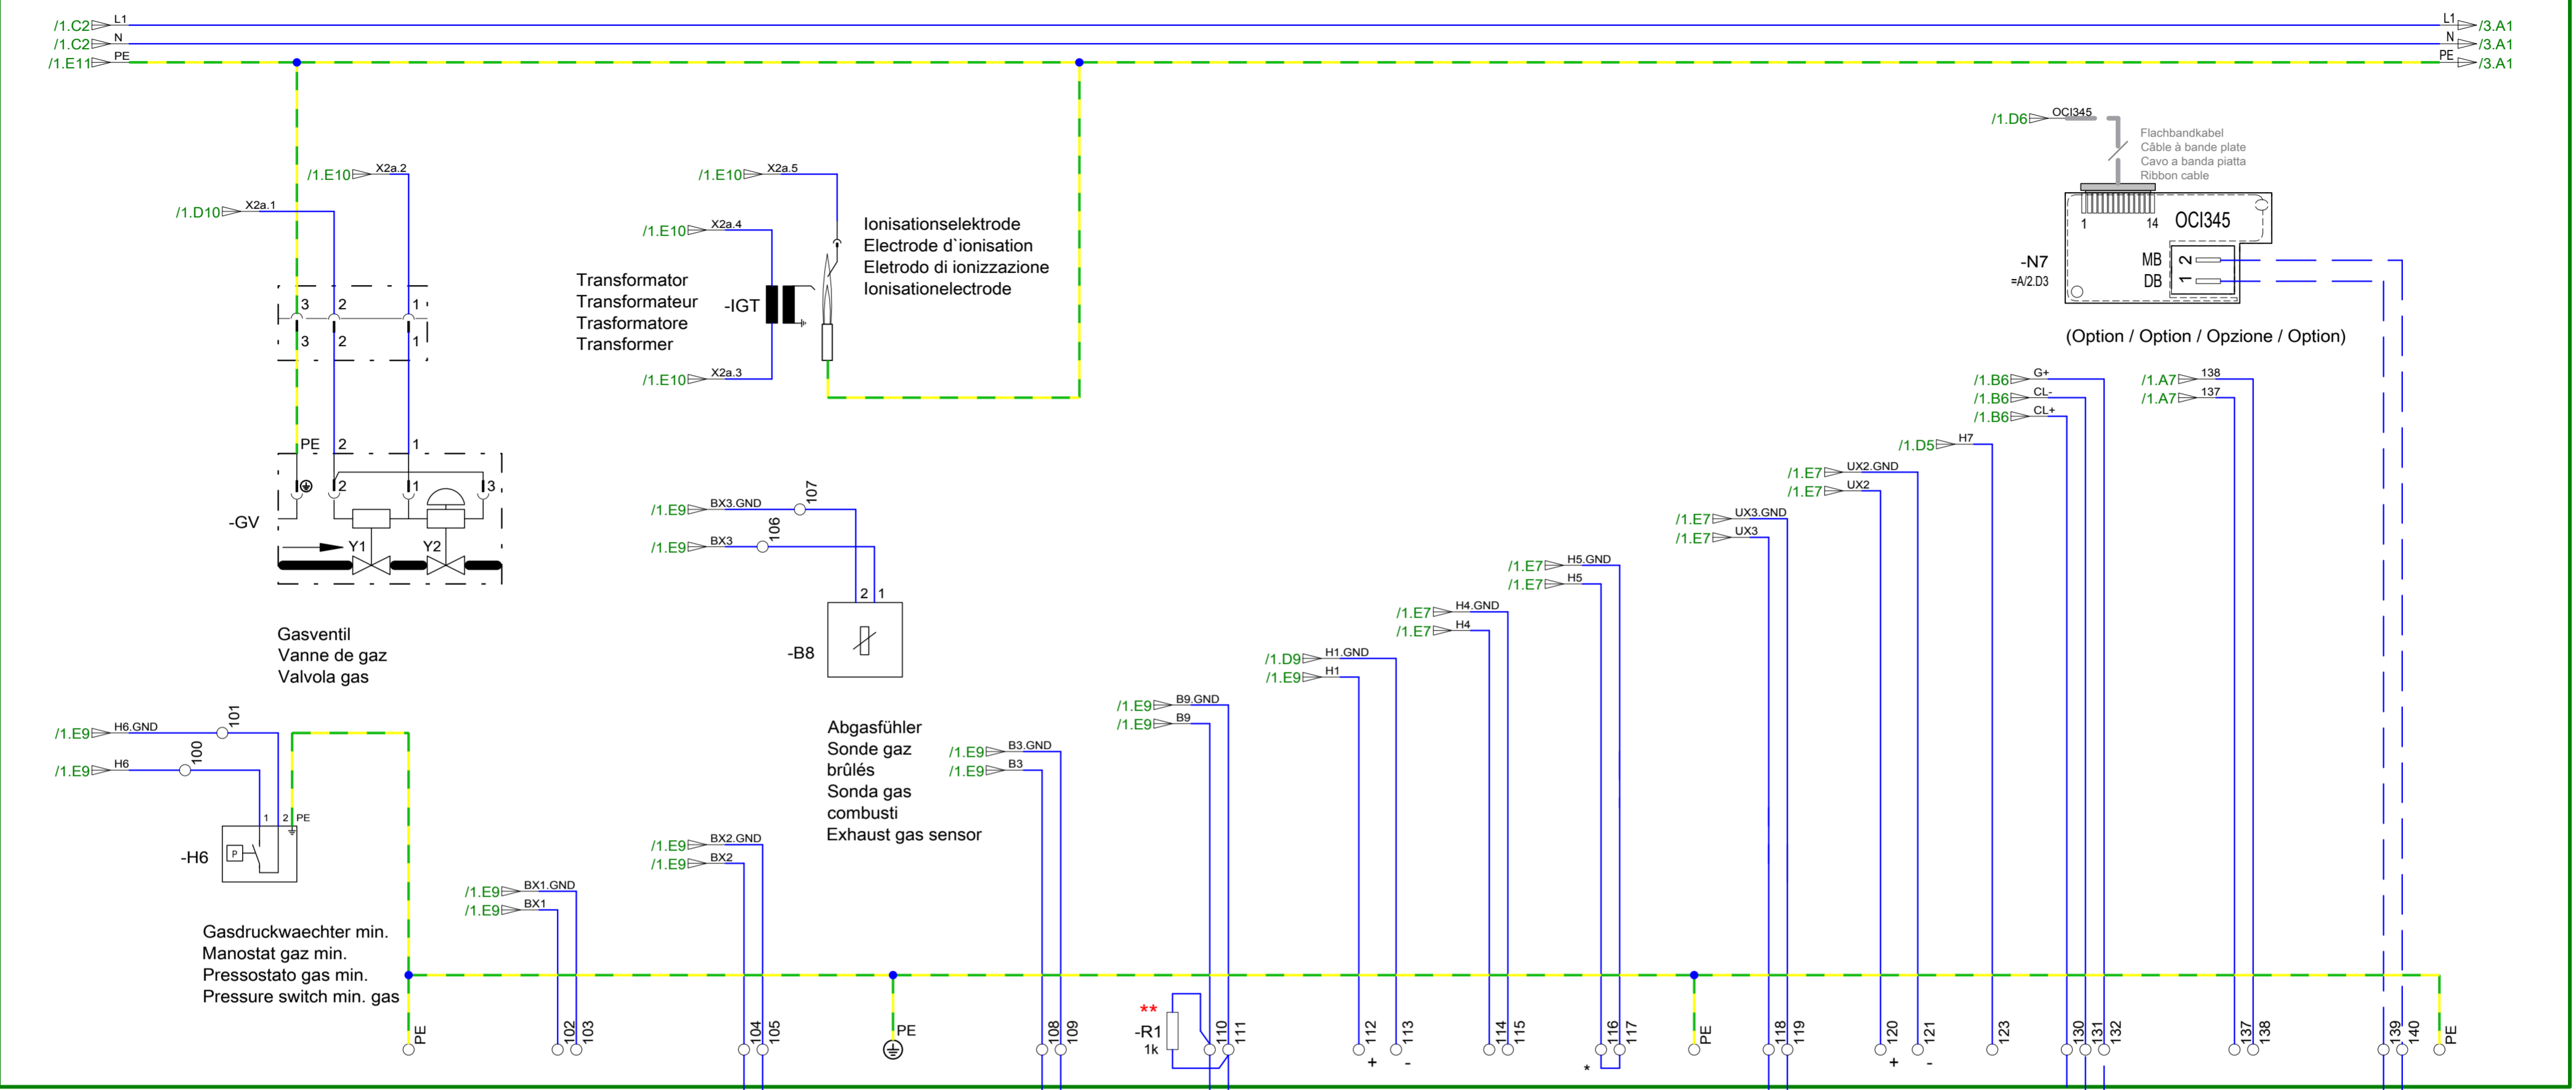 /1.C2 L1 L1 /3.A1
/1.C2 N N /3.A1
/1.E11 PE PE /3.A1
/1.D6 OCI345
Flachbandkabel
Câble à bande plate
Cavo a banda piatta
Ribbon cable
1 14 OCI345
-N7
=A/2.D3
MB 2
DB 1
(Option / Option / Opzione / Option)
/1.E10 X2a.2
/1.D10 X2a.1
3 2 1
3 2 1
PE 2 1
2 1 3
-GV
Y1 Y2
Gasventil
Vanne de gaz
Valvola gas
/1.E10 X2a.5
/1.E10 X2a.4
/1.E10 X2a.3
Transformator
Transformateur
Trasformatore
Transformer
-IGT
Ionisationselektrode
Electrode d`ionisation
Eletrodo di ionizzazione
Ionisationelectrode
/1.E9 BX3.GND 107
/1.E9 BX3 106
2 1
-B8
Abgasfühler
Sonde gaz
brûlés
Sonda gas
combusti
Exhaust gas sensor
/1.E9 H6.GND 101
/1.E9 H6 100
1 2 PE
-H6
P
Gasdruckwaechter min.
Manostat gaz min.
Pressostato gas min.
Pressure switch min. gas
/1.E9 BX1.GND
/1.E9 BX1
/1.E9 BX2.GND
/1.E9 BX2
/1.E9 B3.GND
/1.E9 B3
/1.E9 B9.GND
/1.E9 B9
/1.D9 H1.GND
/1.E9 H1
/1.E7 H4.GND
/1.E7 H4
/1.E7 H5.GND
/1.E7 H5
/1.E7 UX3.GND
/1.E7 UX3
/1.E7 UX2.GND
/1.E7 UX2
/1.D5 H7
/1.B6 G+
/1.B6 CL-
/1.B6 CL+
/1.A7 138
/1.A7 137
**
-R1
1k
PE 102 103 104 105 PE 108 109 110 111 112 113 114 115 116 117 PE 118 119 120 121 123 130 131 132 137 138 139 140 PE
+ - * + -